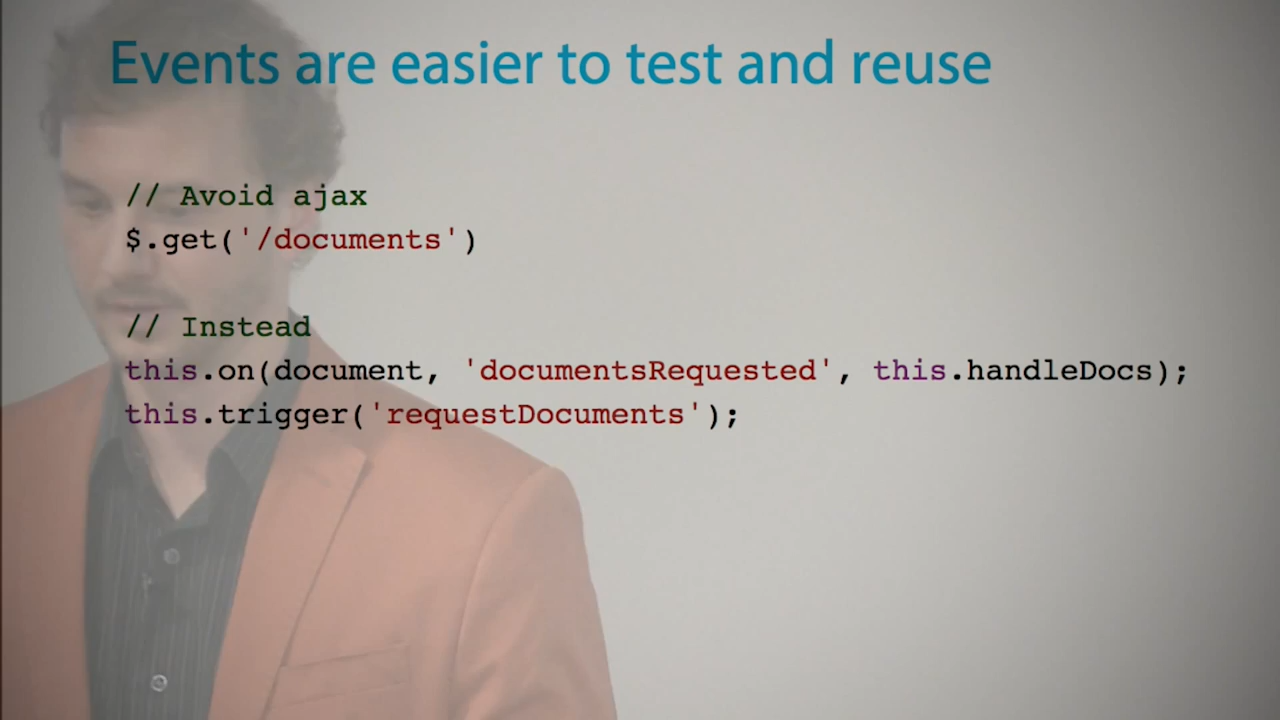 Events are easier to test and reuse
// Avoid ajax
$.get('/documents')
// Instead
this.on(document, 'documentsRequested', this.handleDocs);
this.trigger('requestDocuments');